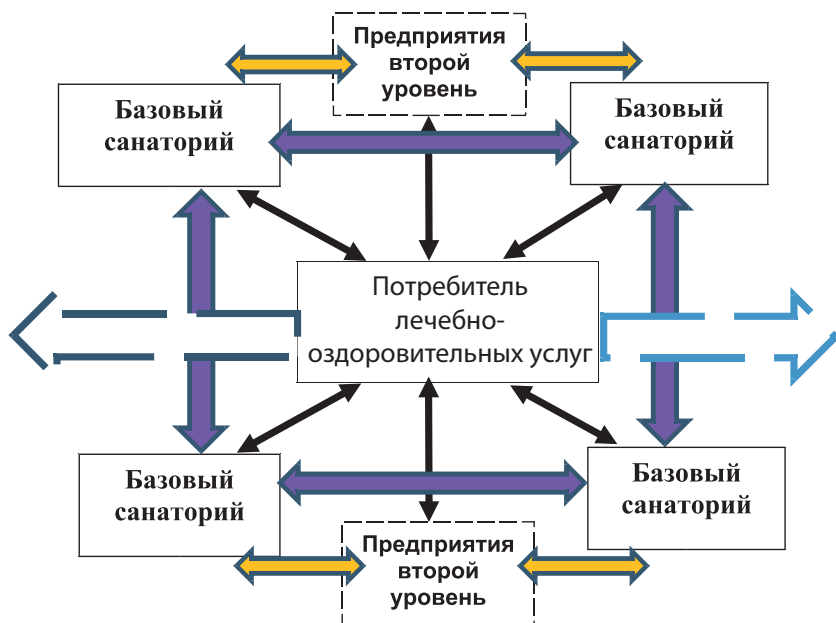 Предприятия
второй
уровень
Базовый
санаторий
Базовый
санаторий
Потребитель
лечебно-
оздоровительных услуг
Базовый
санаторий
Базовый
санаторий
Предприятия
второй
уровень